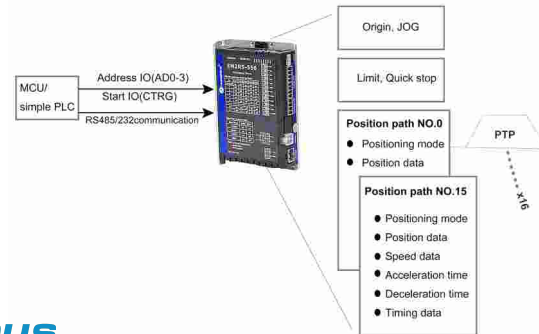 Origin, JOG
Address IO(AD0-3)
MCU/
simple PLC
Start IO(CTRG)
RS485/232communication
EM2RS-556
Limit, Quick stop
Position path NO.0
● Positioning mode
● Position data
PTP
x16
Position path NO.15
● Positioning mode
● Position data
● Speed data
● Acceleration time
● Deceleration time
● Timing data